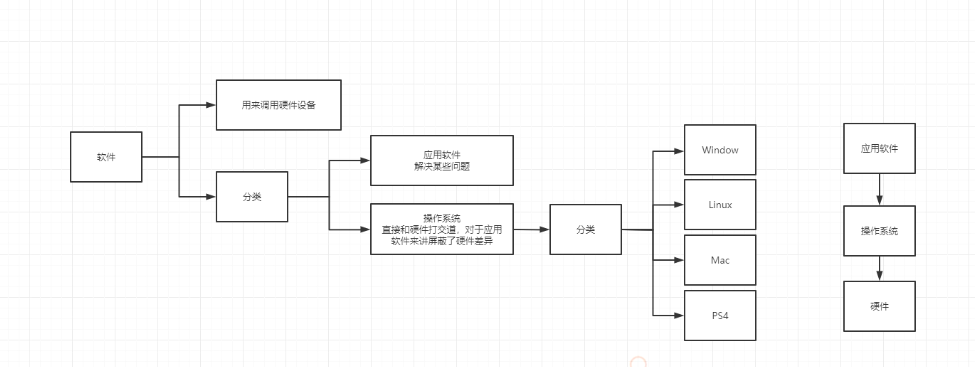 软件
用来调用硬件设备
分类
应用软件
解决某些问题
操作系统
直接和硬件打交道，对于应用
软件来讲屏蔽了硬件差异
分类
Window
Linux
Mac
PS4
应用软件
操作系统
硬件